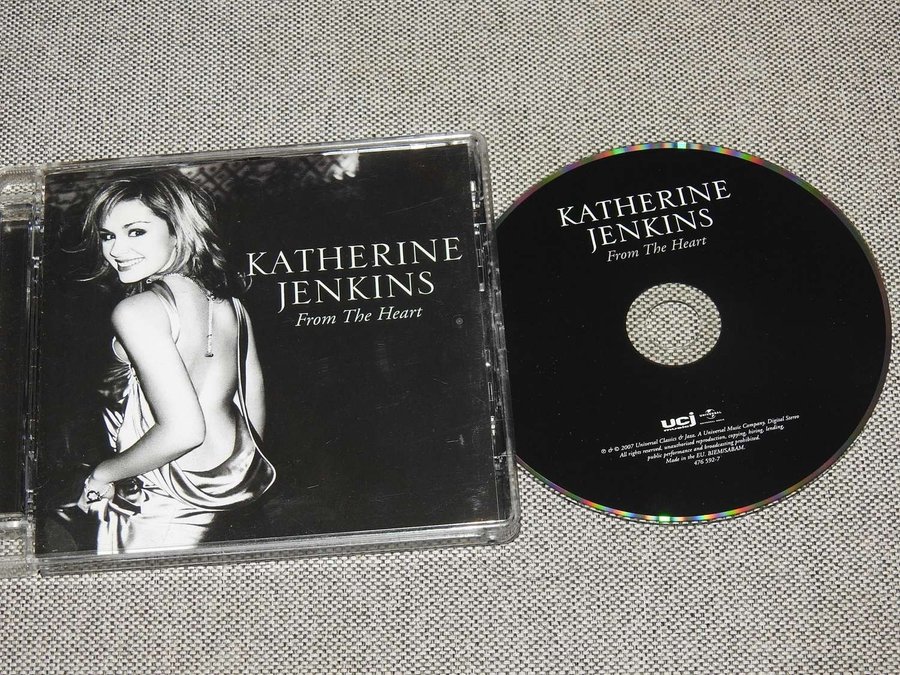 KATHERINE
JENKINS
From The Heart
KATHERINE
JENKINS
From The Heart
ucj
UNIVERSAL
℗ © 2007 Universal Classics & Jazz. A Universal Music Company. Digital Stereo
All rights reserved, unauthorised reproduction, copying, hiring, lending,
public performance and broadcasting prohibited.
Made in the EU. BIEM/SABAM.
476 592-7